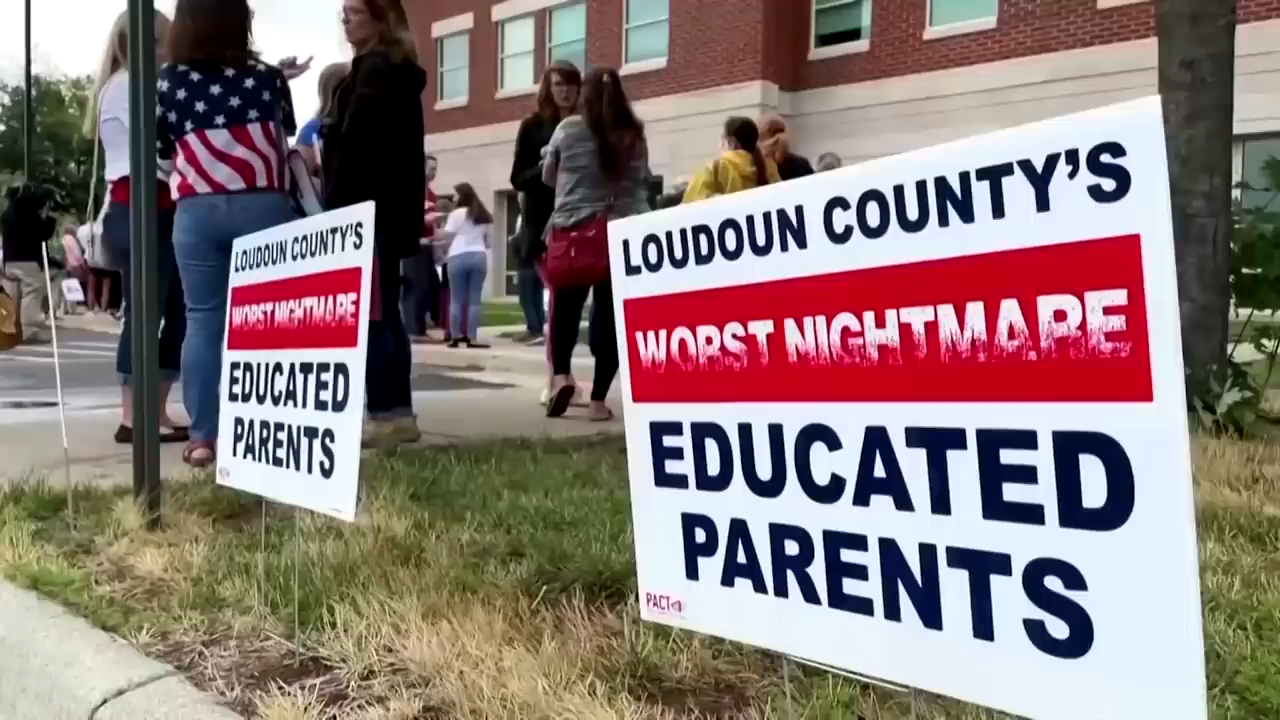 LOUDOUN COUNTY'S
WORST NIGHTMARE
EDUCATED
PARENTS
LOUDOUN COUNTY'S
WORST NIGHTMARE
EDUCATED
PARENTS
PACT